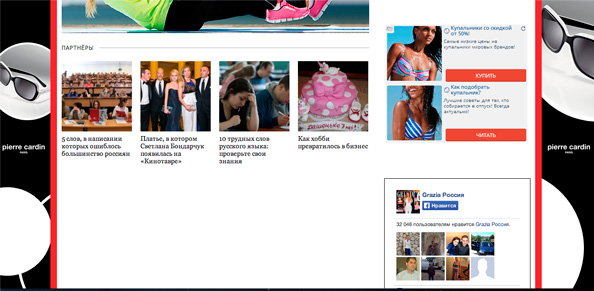 ПАРТНЁРЫ
5 слов, в написании
которых ошиблось
большинство россиян
Платье, в котором
Светлана Бондарчук
появилась на
«Кинотавре»
10 трудных слов
русского языка:
проверьте свои
знания
Как хобби
превратилось в бизнес
Купальники со скидкой
от 50%!
Самые низкие цены на
купальники мировых брендов!
КУПИТЬ
Как подобрать
купальник?
Лучшие советы для тех, кто
собирается в отпуск! Всегда
актуально!
ЧИТАТЬ
pierre cardin
PARIS
pierre cardin
PARIS
Grazia Россия
Нравится
32 046 пользователям нравится Grazia Россия.